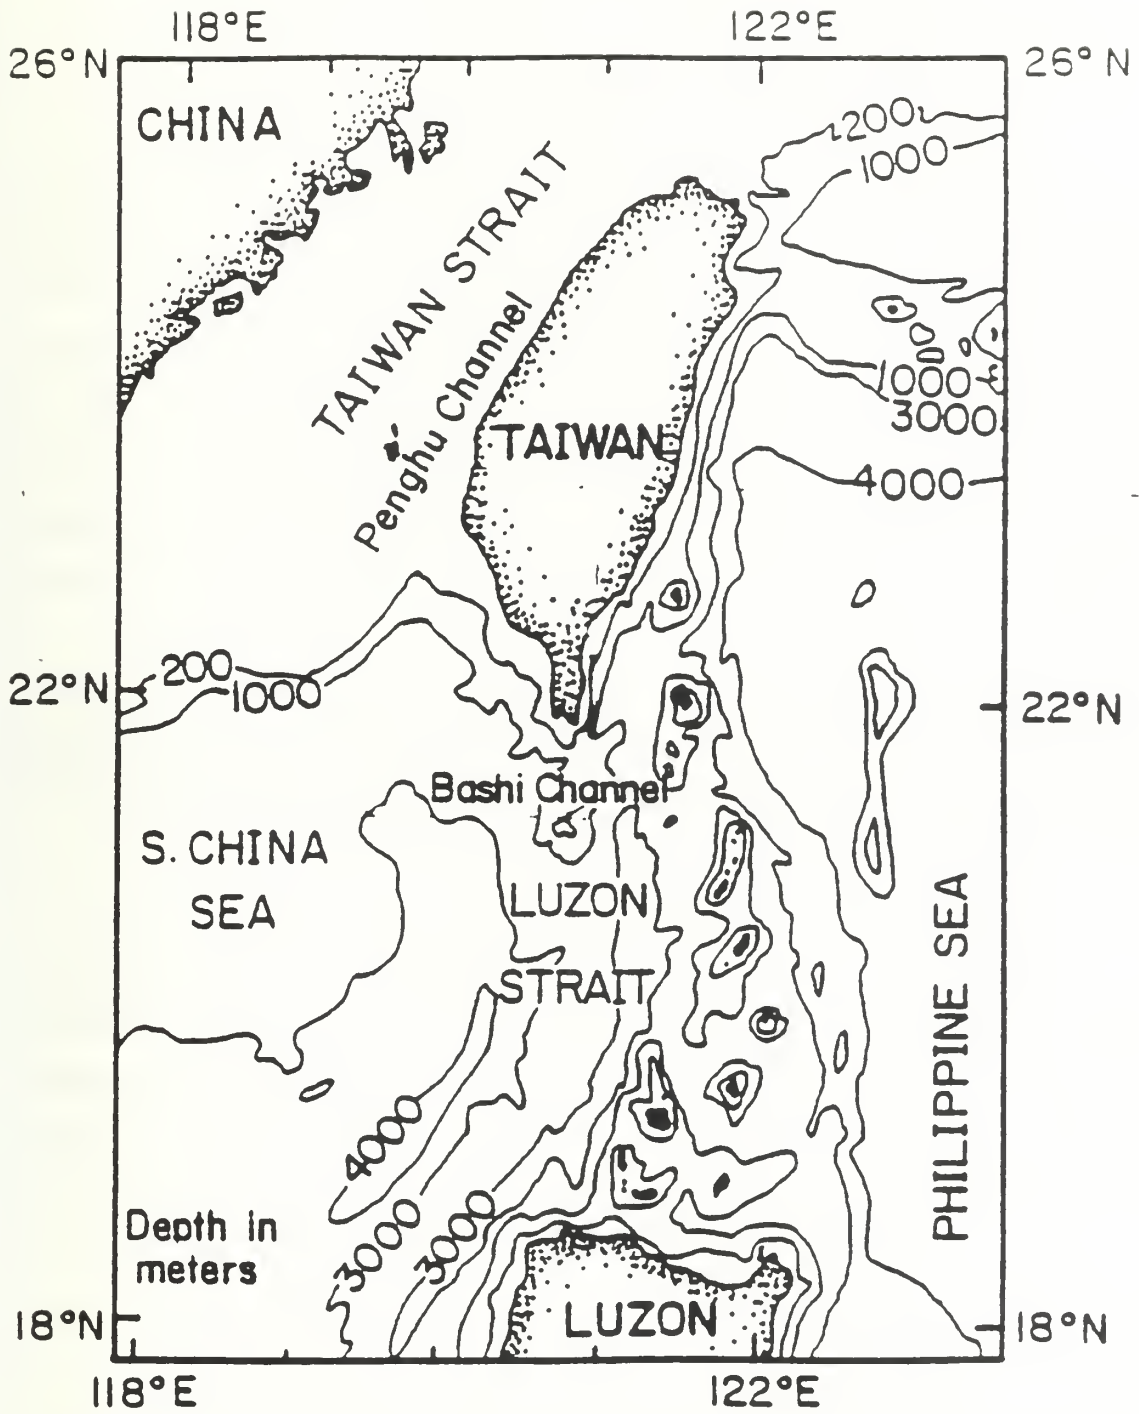 118°E 122°E
26°N 26°N
CHINA
200
1000
TAIWAN STRAIT
Penghu Channel
TAIWAN
1000
3000
4000
200
1000
22°N 22°N
Bashi Channel
S. CHINA
SEA
LUZON
STRAIT
PHILIPPINE SEA
4000
3000
3000
Depth in
meters
LUZON
18°N 18°N
118°E 122°E